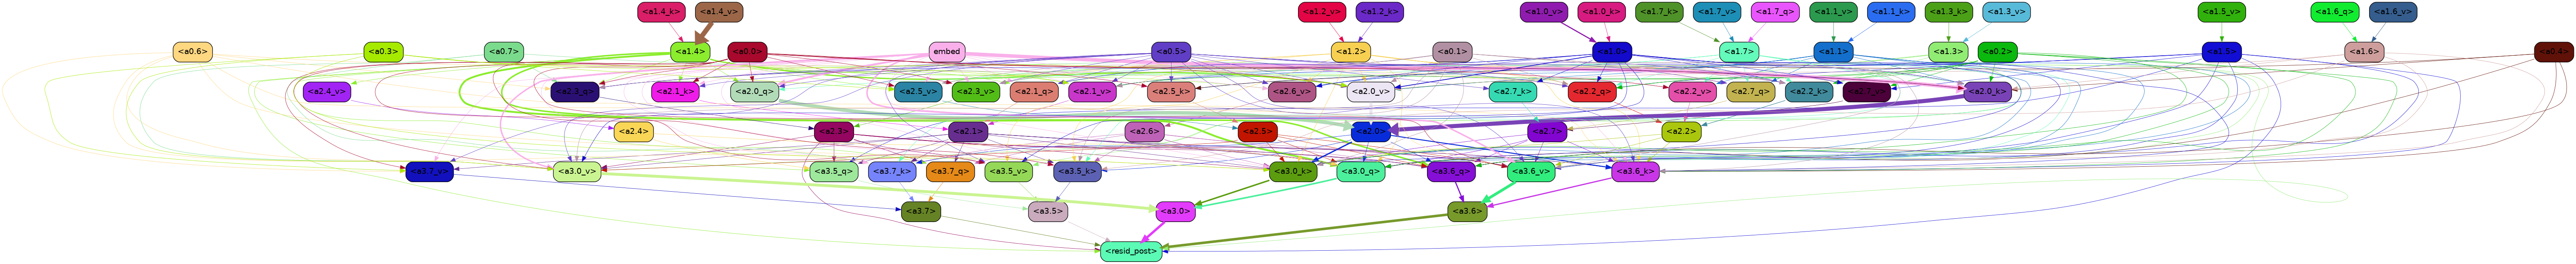 <a1.4_k> <a1.4_v> <a1.2_v> <a1.2_k> <a1.0_v> <a1.0_k> <a1.7_k> <a1.7_v> <a1.7_q> <a1.1_v> <a1.1_k> <a1.3_k> <a1.3_v> <a1.5_v> <a1.6_q> <a1.6_v>
<a0.6> <a0.3> <a0.7> <a1.4> <a0.0> embed <a0.5> <a1.2> <a0.1> <a1.0> <a1.7> <a1.1> <a1.3> <a0.2> <a1.5> <a1.6> <a0.4>
<a2.4_v> <a2.3_q> <a2.1_k> <a2.0_q> <a2.5_v> <a2.3_v> <a2.1_q> <a2.1_v> <a2.5_k> <a2.6_v> <a2.0_v> <a2.7_k> <a2.2_q> <a2.2_v> <a2.7_q> <a2.2_k> <a2.7_v> <a2.0_k>
<a2.4> <a2.3> <a2.1> <a2.6> <a2.5> <a2.0> <a2.7> <a2.2>
<a3.7_v> <a3.0_v> <a3.5_q> <a3.7_k> <a3.7_q> <a3.5_v> <a3.5_k> <a3.0_k> <a3.0_q> <a3.6_q> <a3.6_v> <a3.6_k>
<a3.7> <a3.5> <a3.0> <a3.6>
<resid_post>